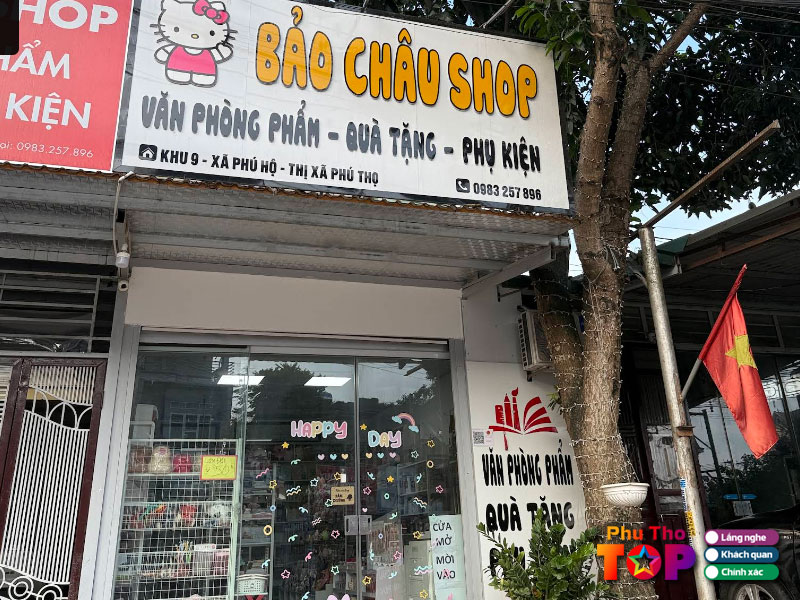 SHOP
PHẨM
KIỆN
0983.257.896
BẢO CHÂU SHOP
VĂN PHÒNG PHẨM - QUÀ TẶNG - PHỤ KIỆN
KHU 9 - XÃ PHÚ HỘ - THỊ XÃ PHÚ THỌ
0983 257 896
HAPPY DAY
CỬA
MỞ
MỜI
VÀO
VĂN PHÒNG PHẨM
QUÀ TẶNG
Phu Tho
TOP
Lắng nghe
Khách quan
Chính xác